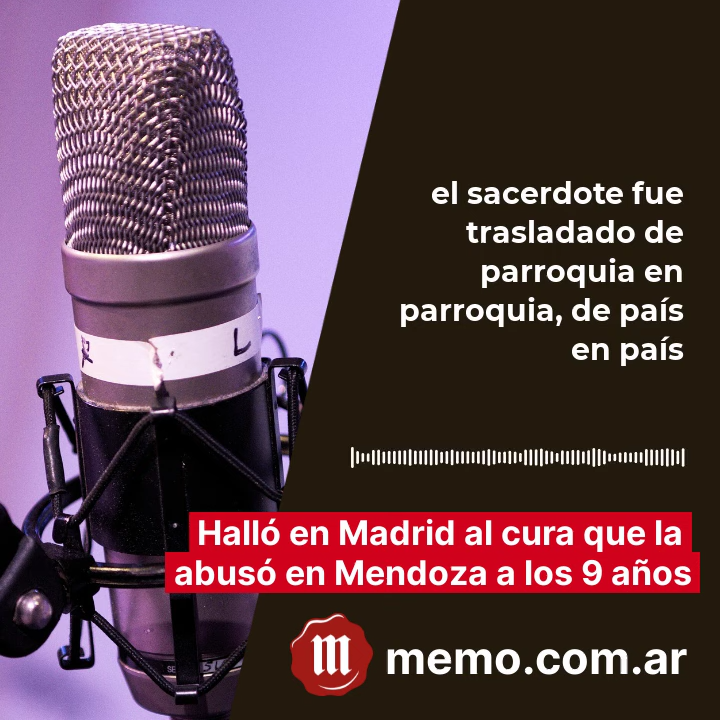 el sacerdote fue
trasladado de
parroquia en
parroquia, de país
en país
L
Halló en Madrid al cura que la
abusó en Mendoza a los 9 años
m
memo.com.ar